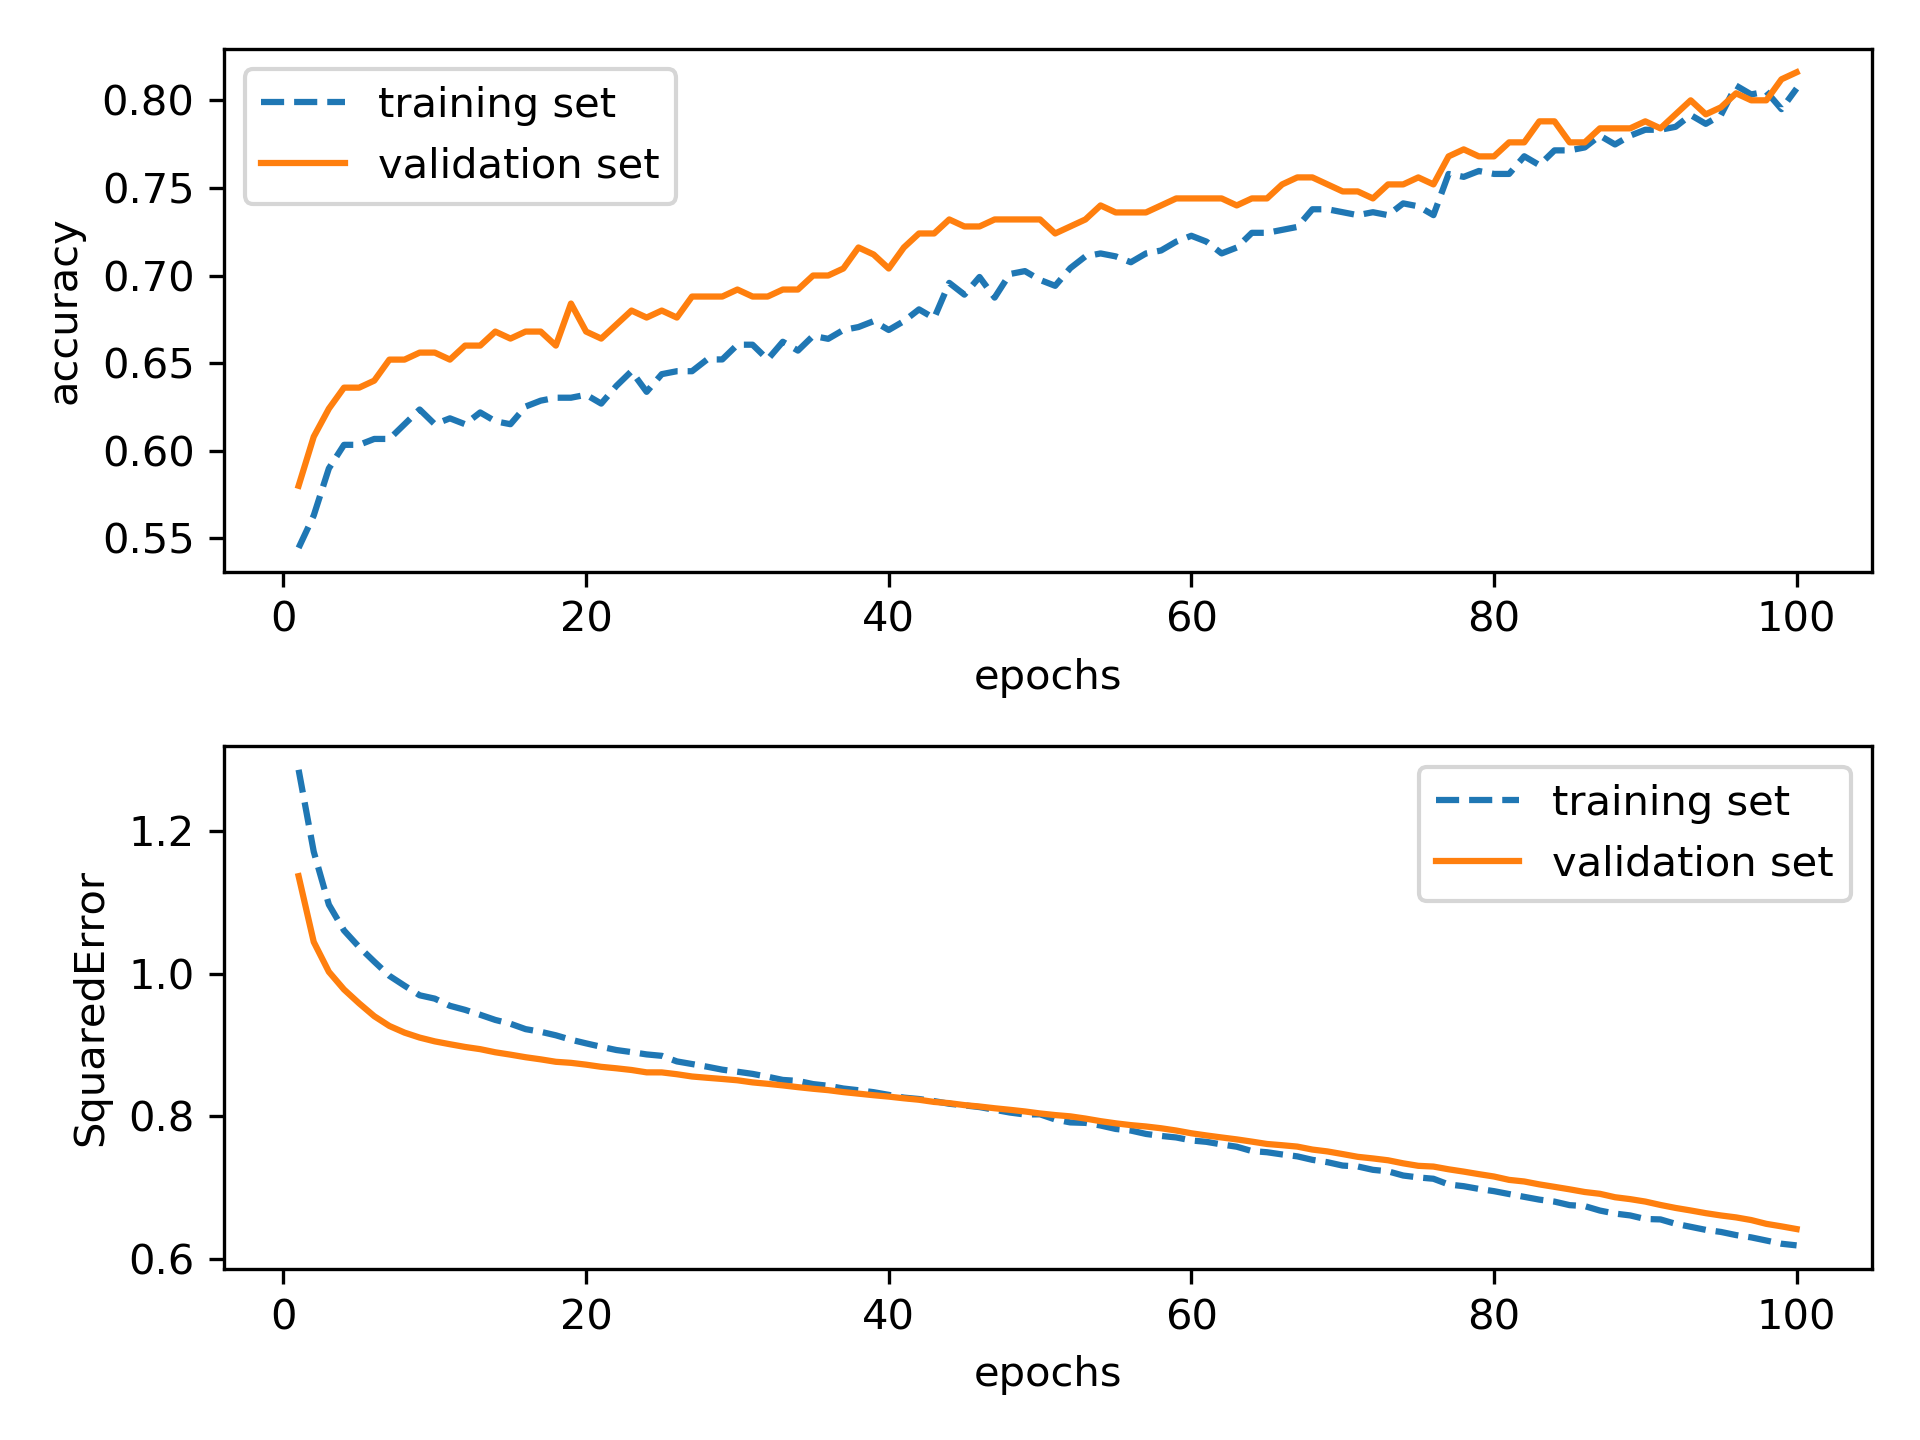 training set
validation set
accuracy
0.80
0.75
0.70
0.65
0.60
0.55
0 20 40 60 80 100
epochs
training set
validation set
SquaredError
1.2
1.0
0.8
0.6
0 20 40 60 80 100
epochs